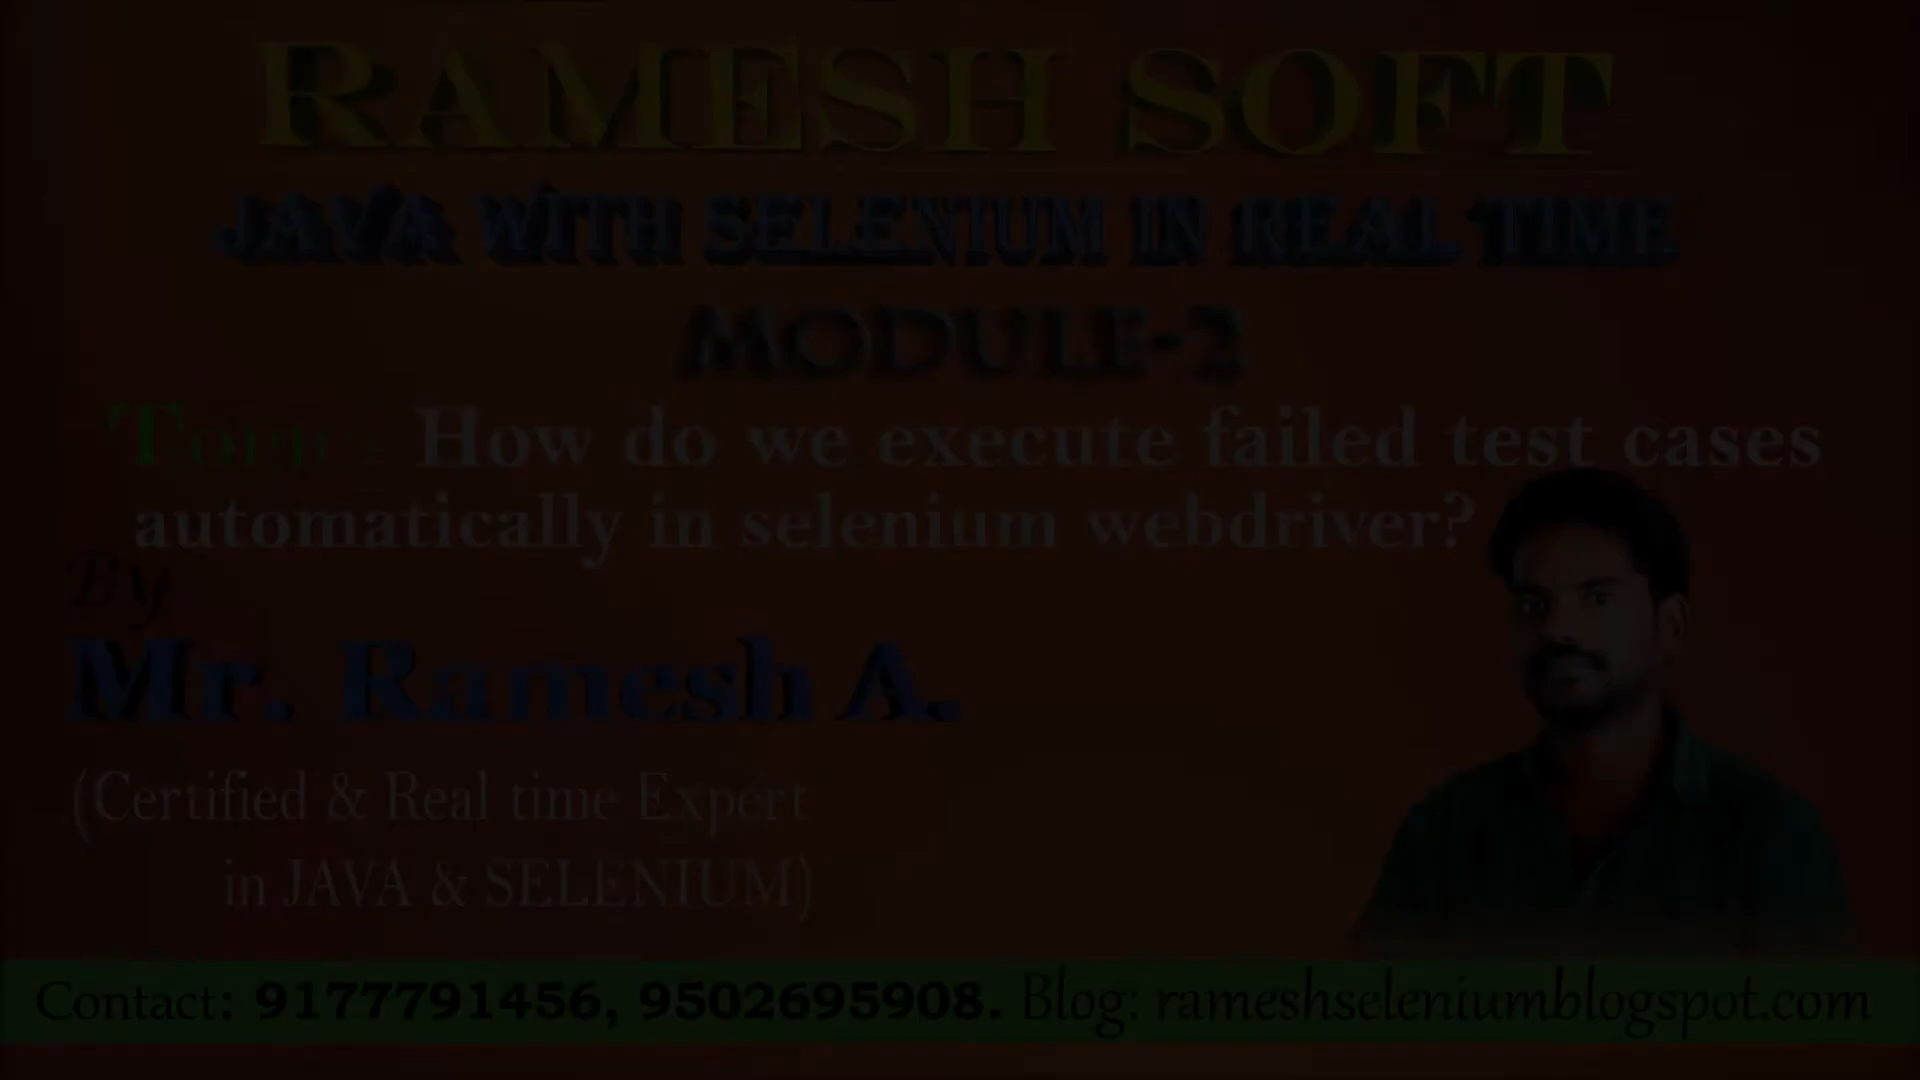 RAMESH SOFT
JAVA WITH SELENIUM IN REAL TIME
MODULE-2
Topic : How do we execute failed test cases
automatically in selenium webdriver?
By
Mr. Ramesh A.
(Certified & Real time Expert
in JAVA & SELENIUM)
Contact: 9177791456, 9502695908. Blog: rameshseleniumblogspot.com